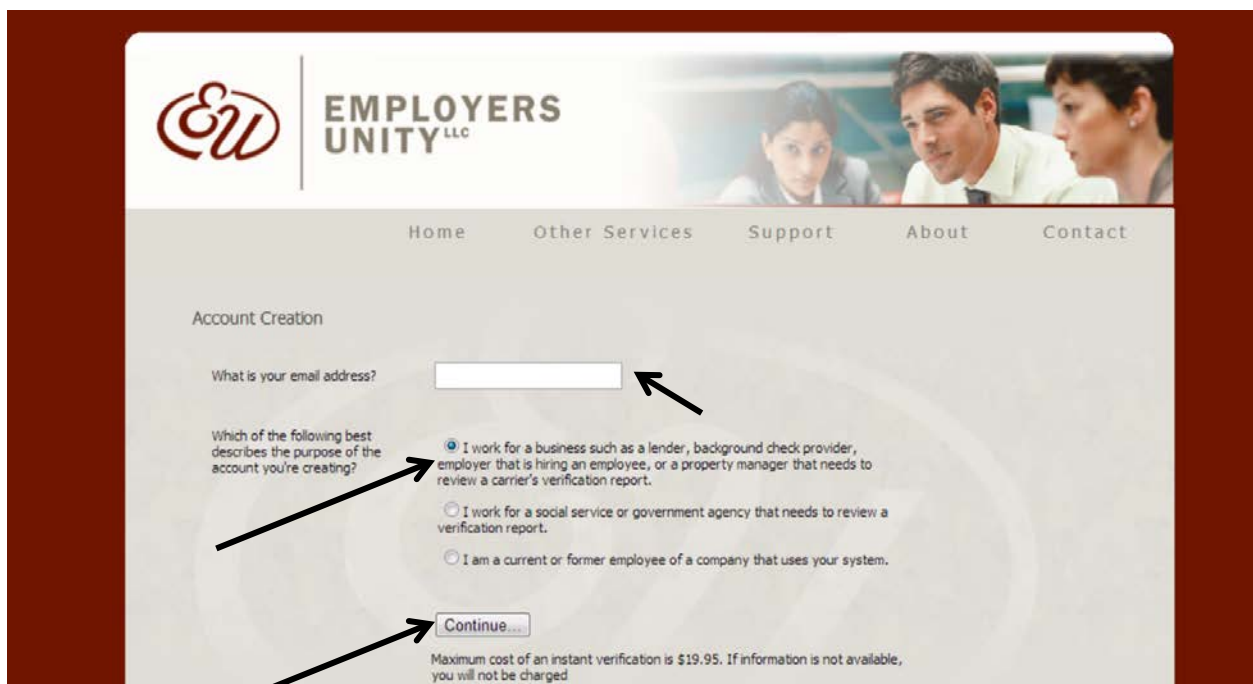 EU
EMPLOYERS
UNITY LLC
Home Other Services Support About Contact
Account Creation
What is your email address?
Which of the following best
describes the purpose of the
account you're creating?
I work for a business such as a lender, background check provider,
employer that is hiring an employee, or a property manager that needs to
review a carrier's verification report.
I work for a social service or government agency that needs to review a
verification report.
I am a current or former employee of a company that uses your system.
Continue...
Maximum cost of an instant verification is $19.95. If information is not available,
you will not be charged